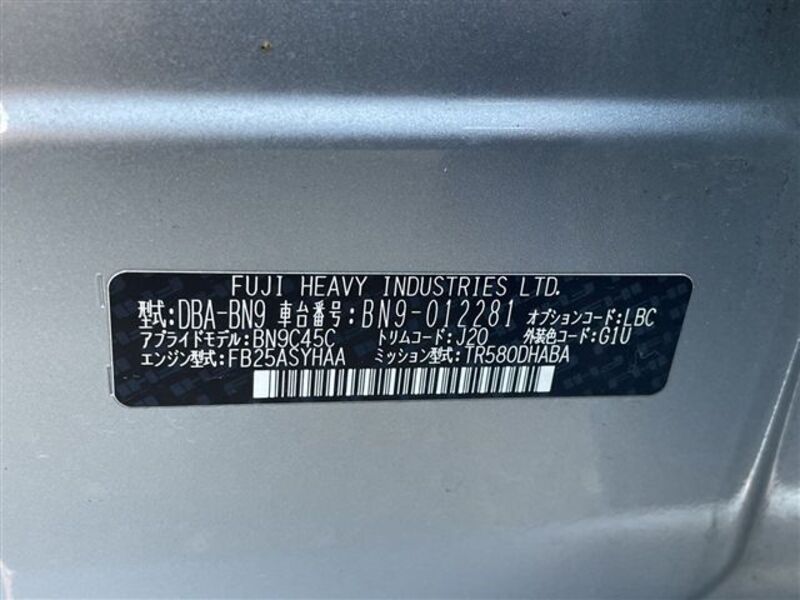 FUJI HEAVY INDUSTRIES LTD.
型式:DBA-BN9 車台番号:BN9-012281 オプションコード:LBC
アプライドモデル:BN9C45C トリムコード:J20 外装色コード:G1U
エンジン型式:FB25ASYHAA ミッション型式:TR580DHABA